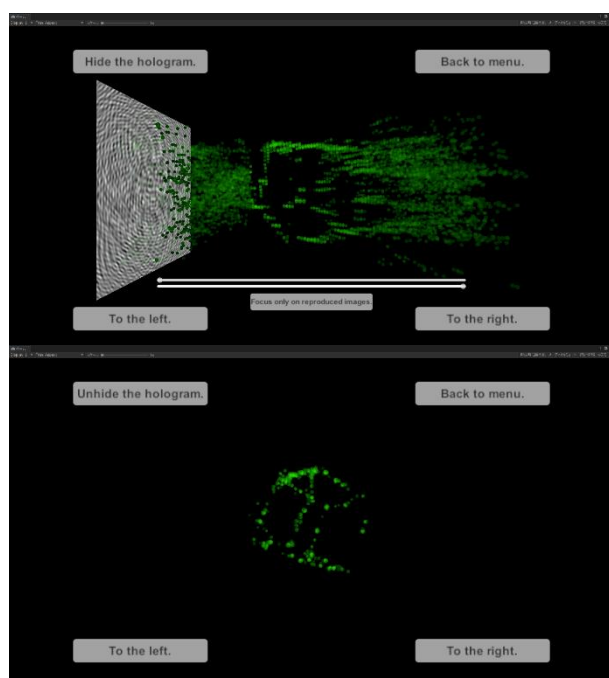 Hide the hologram.
Back to menu.
Focus only on reproduced images.
To the left.
To the right.
Unhide the hologram.
Back to menu.
To the left.
To the right.